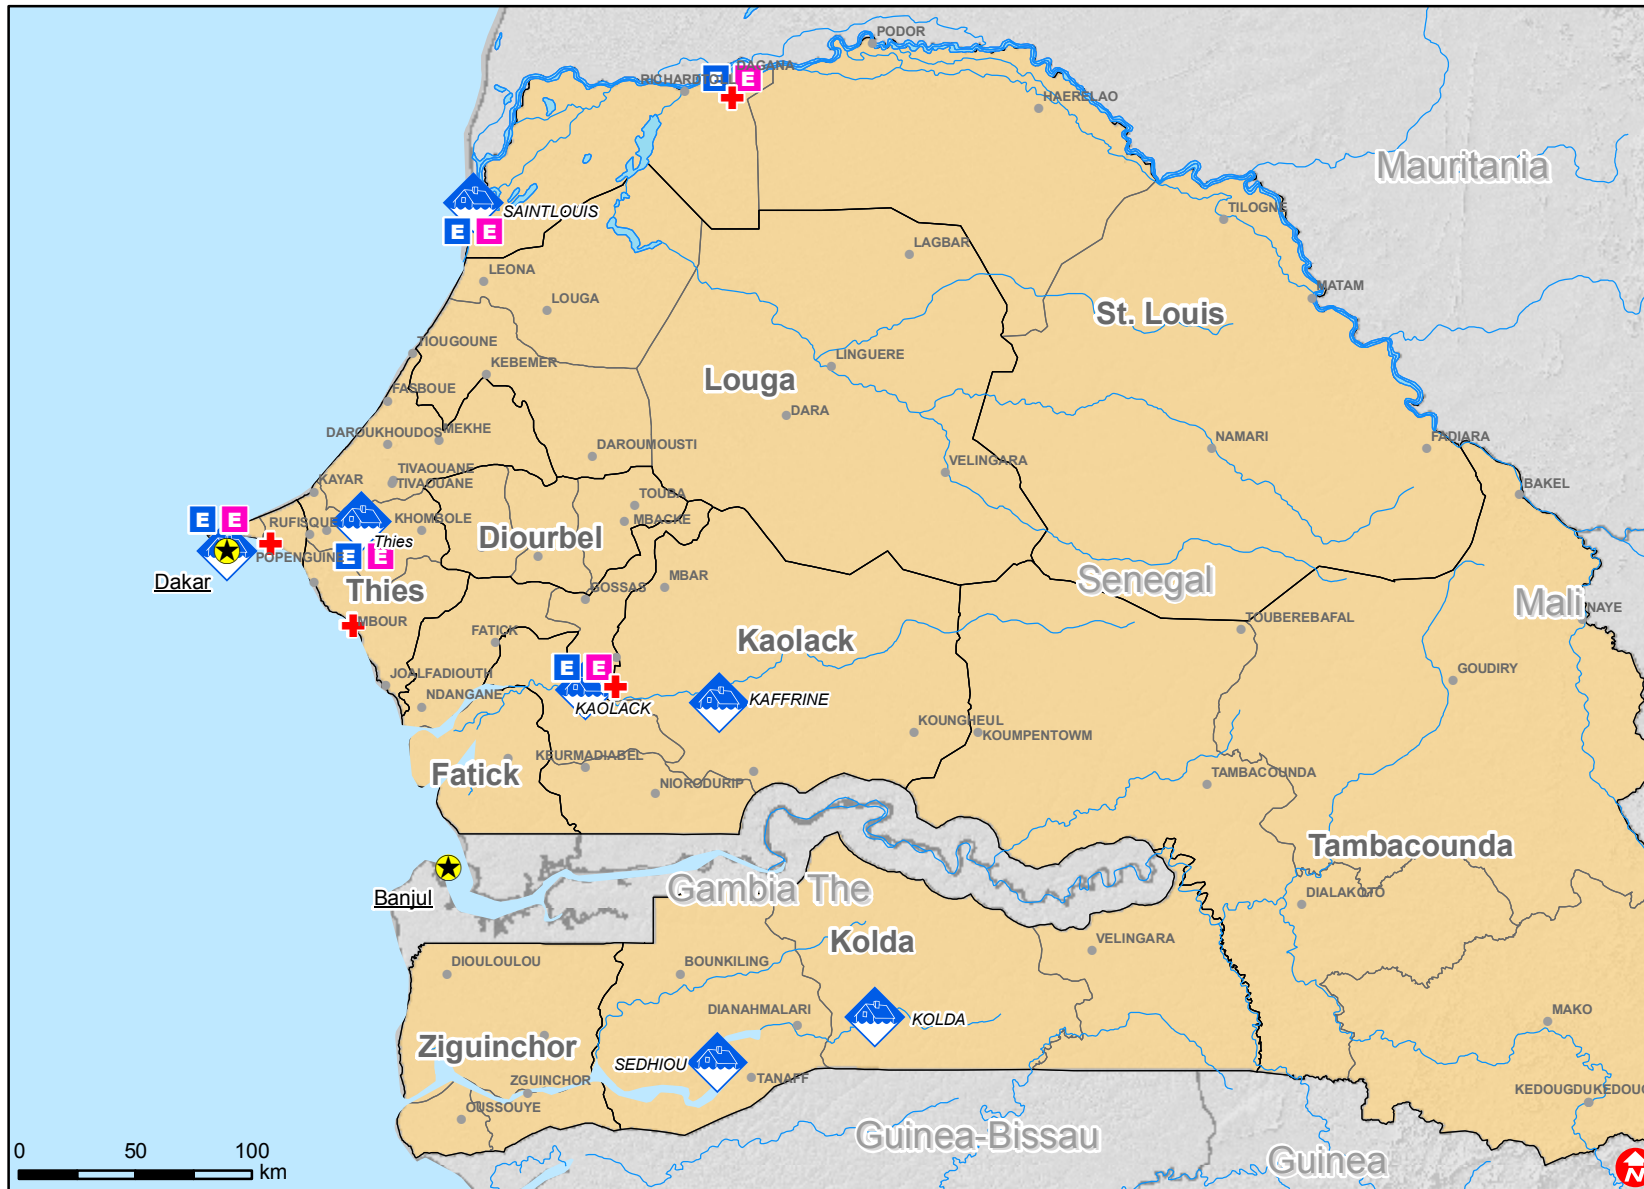 PODOR
DAGANA
E E
RICHARDTOLL
HAERELAO
Mauritania
SAINTLOUIS
TILOGNE
E E
LAGBAR
LEONA
MATAM
LOUGA
St. Louis
TIOUGOUNE
KEBEMER
LINGUERE
Louga
FASBOUE
DARA
DAROUKHOUDOS
MEKHE
NAMARI
FADIARA
DAROUMOUSTI
TIVAOUANE
VELINGARA
KAYAR
TIVAOUANE
BAKEL
TOUBA
E E
RUFISQUE
KHOMBOLE
MBACKE
Diourbel
Thies
POPENGUINE
E E
Dakar
MBAR
Senegal
Thies
GOSSAS
Mali
NAYE
MBOUR
TOUBEREBAFAL
FATICK
Kaolack
E E
GOUDIRY
JOALFADIOUTH
NDANGANE
KAFFRINE
KAOLACK
KOUNGHEUL
KOUMPENTOWM
KEURMADIABEL
Fatick
TAMBACOUNDA
NIORODURIP
Tambacounda
Gambia The
Banjul
DIALAKOTO
Kolda
VELINGARA
DIOULOULOU
BOUNKILING
DIANAHMALARI
MAKO
KOLDA
Ziguinchor
SEDHIOU
ZGUINCHOR
TANAFF
KEDOUGDUKEDOUG
OUSSOUYE
Guinea-Bissau
0 50 100
km
Guinea
N